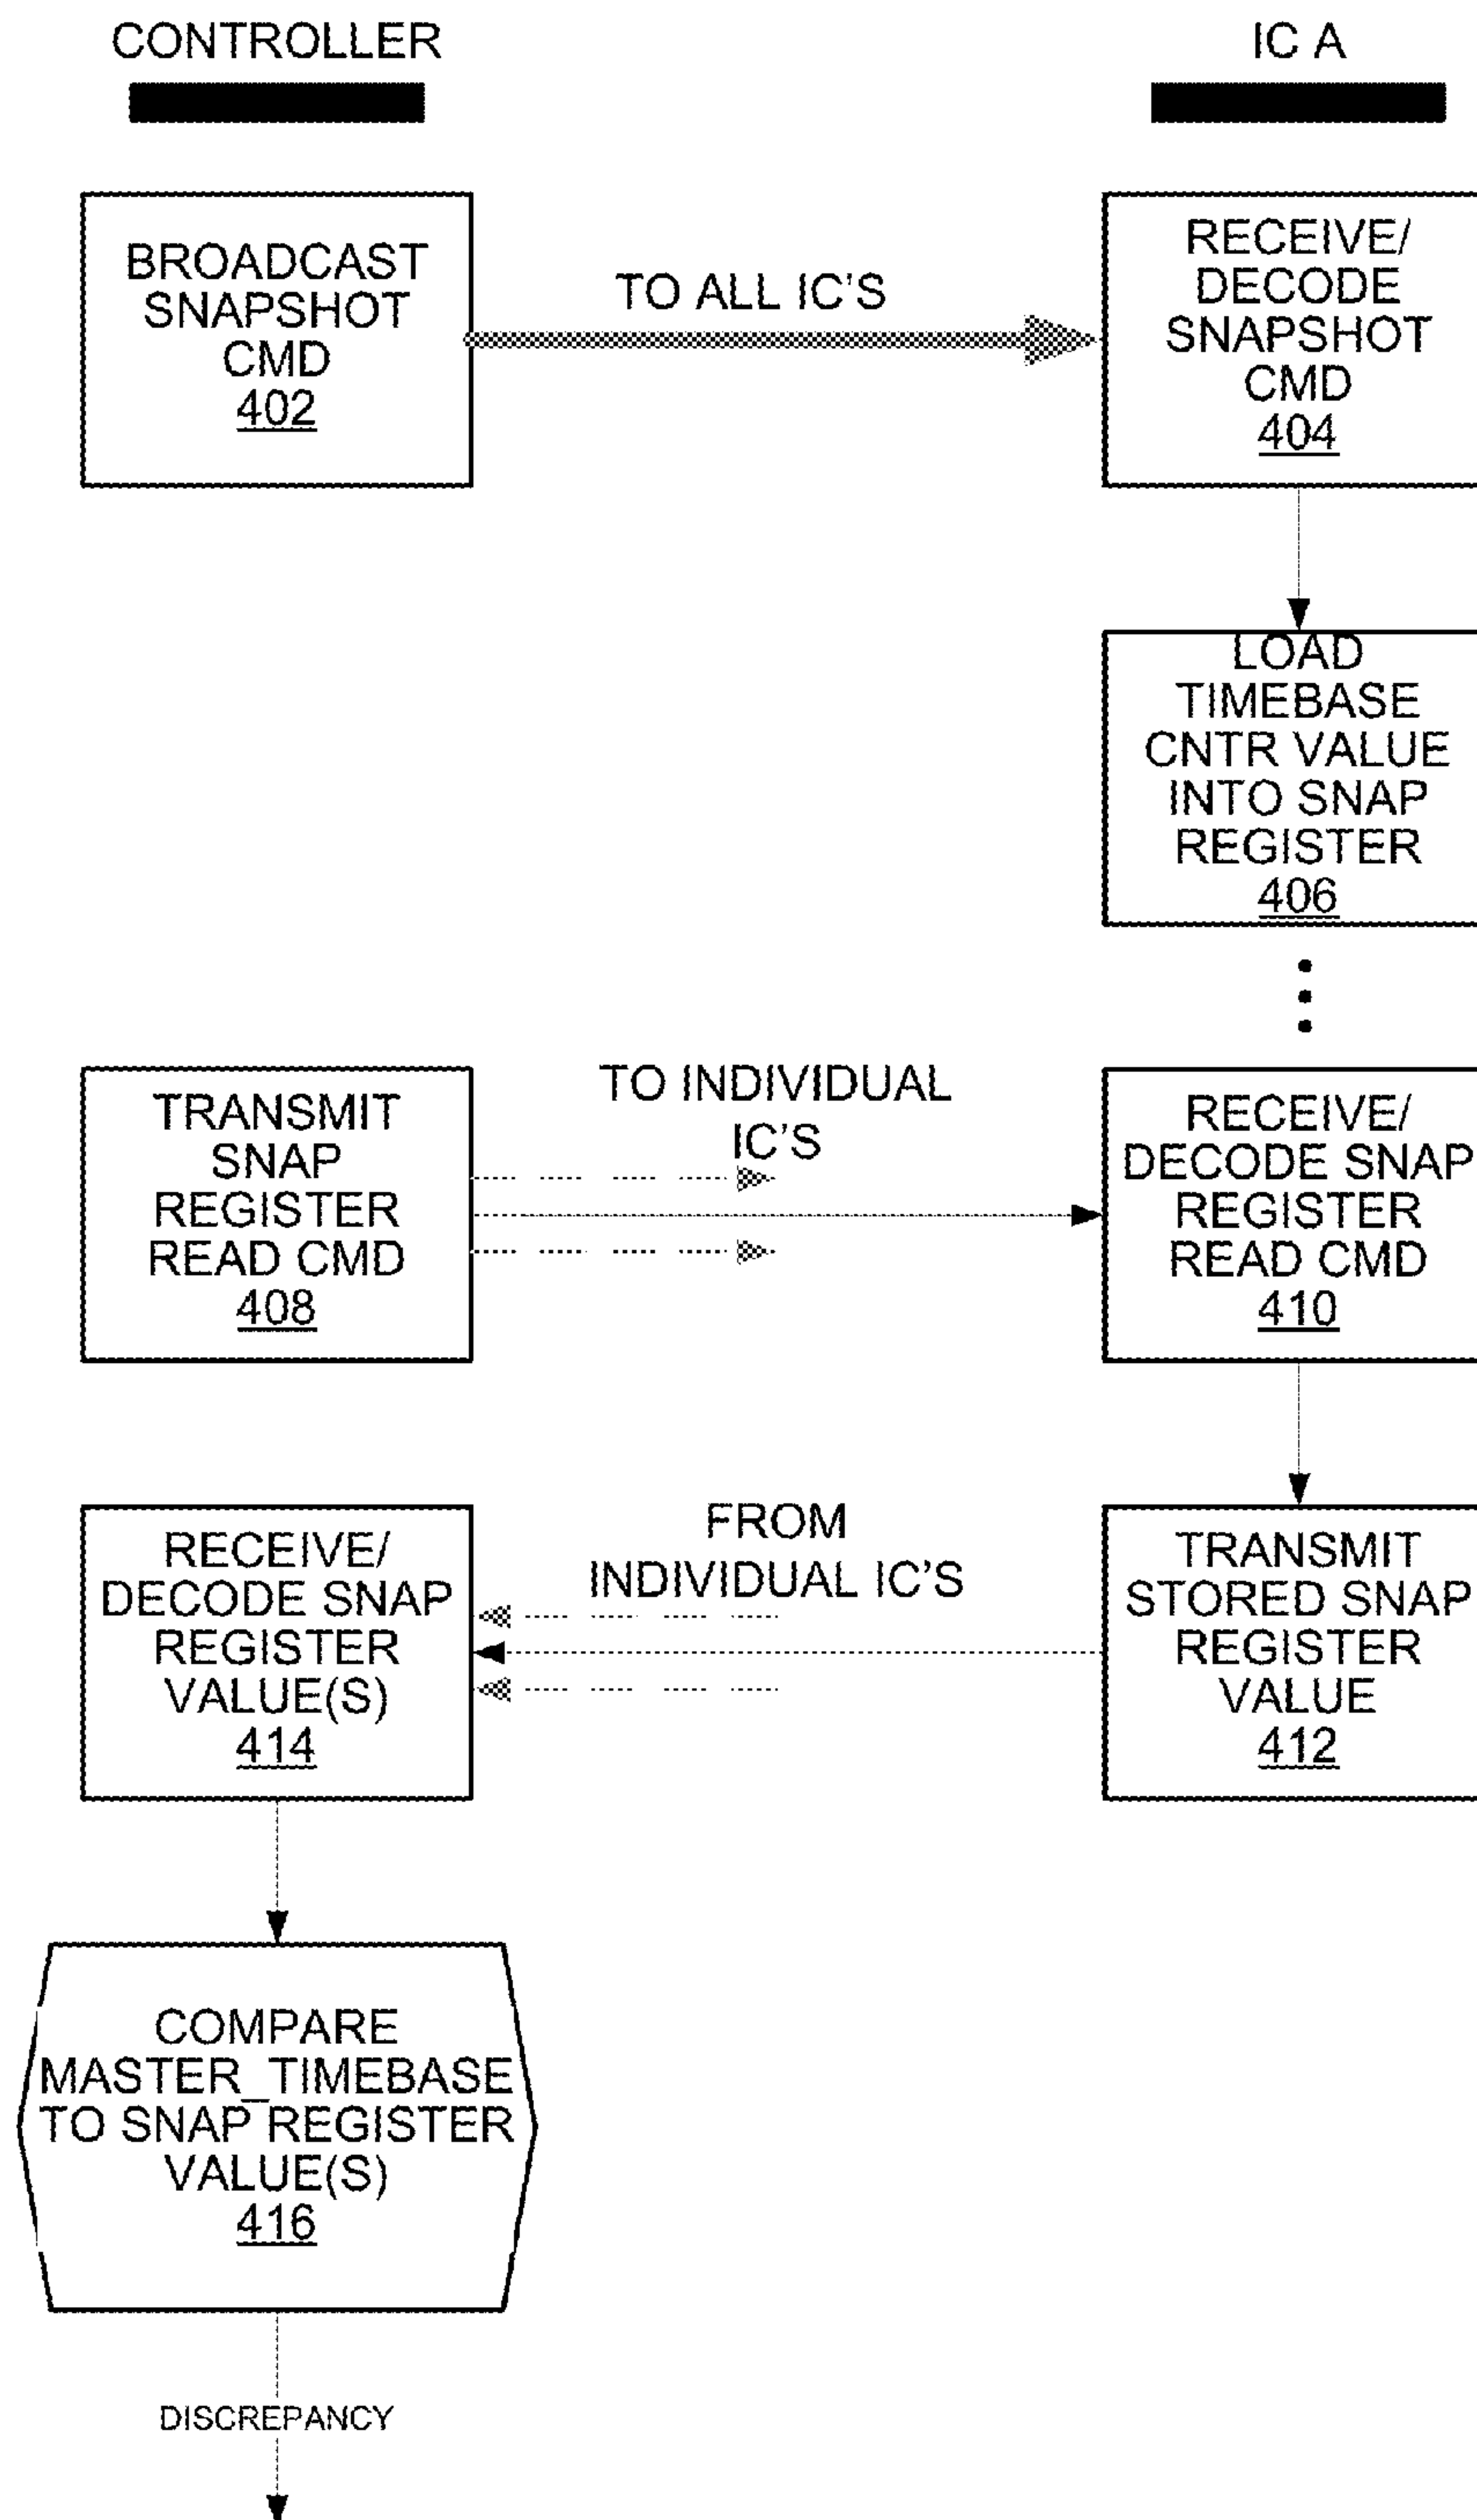 CONTROLLER
IC A
BROADCAST
SNAPSHOT
CMD
402
TO ALL IC'S
RECEIVE/
DECODE
SNAPSHOT
CMD
404
LOAD
TIMEBASE
CNTR VALUE
INTO SNAP
REGISTER
406
TRANSMIT
SNAP
REGISTER
READ CMD
408
TO INDIVIDUAL
IC'S
RECEIVE/
DECODE SNAP
REGISTER
READ CMD
410
RECEIVE/
DECODE SNAP
REGISTER
VALUE(S)
414
FROM
INDIVIDUAL IC'S
TRANSMIT
STORED SNAP
REGISTER
VALUE
412
COMPARE
MASTER_TIMEBASE
TO SNAP REGISTER
VALUE(S)
416
DISCREPANCY